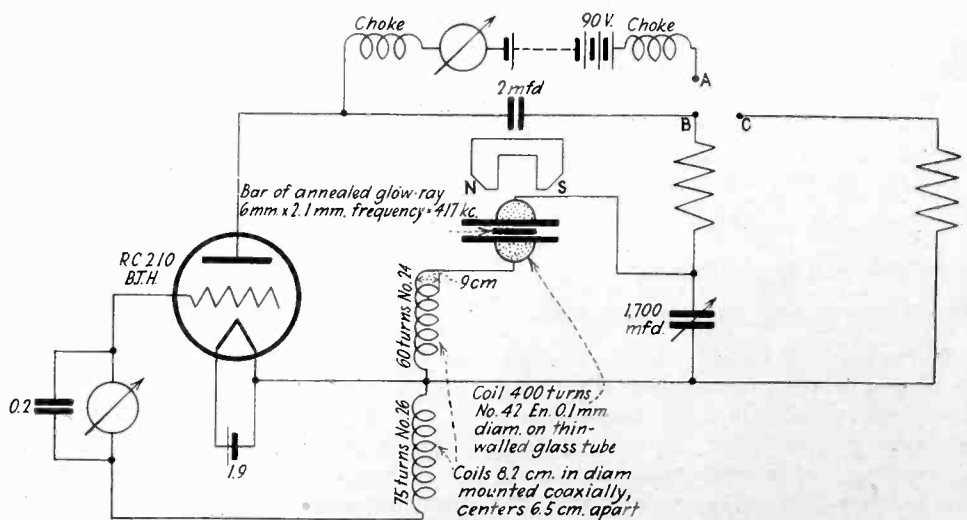 Choke
90 V.
Choke
A
2 mfd
B
C
N
S
Bar of annealed glow-ray
6mm. x 2.1 mm. frequency = 417 kc.
RC 210
B.T.H.
9cm
60 turns No. 24
1,700
mfd.
0.2
1.9
75 turns No. 26
Coil 400 turns
No. 42 En. 0.1 mm
diam. on thin-
walled glass tube
Coils 8.2 cm. in diam
mounted coaxially,
centers 6.5 cm. apart